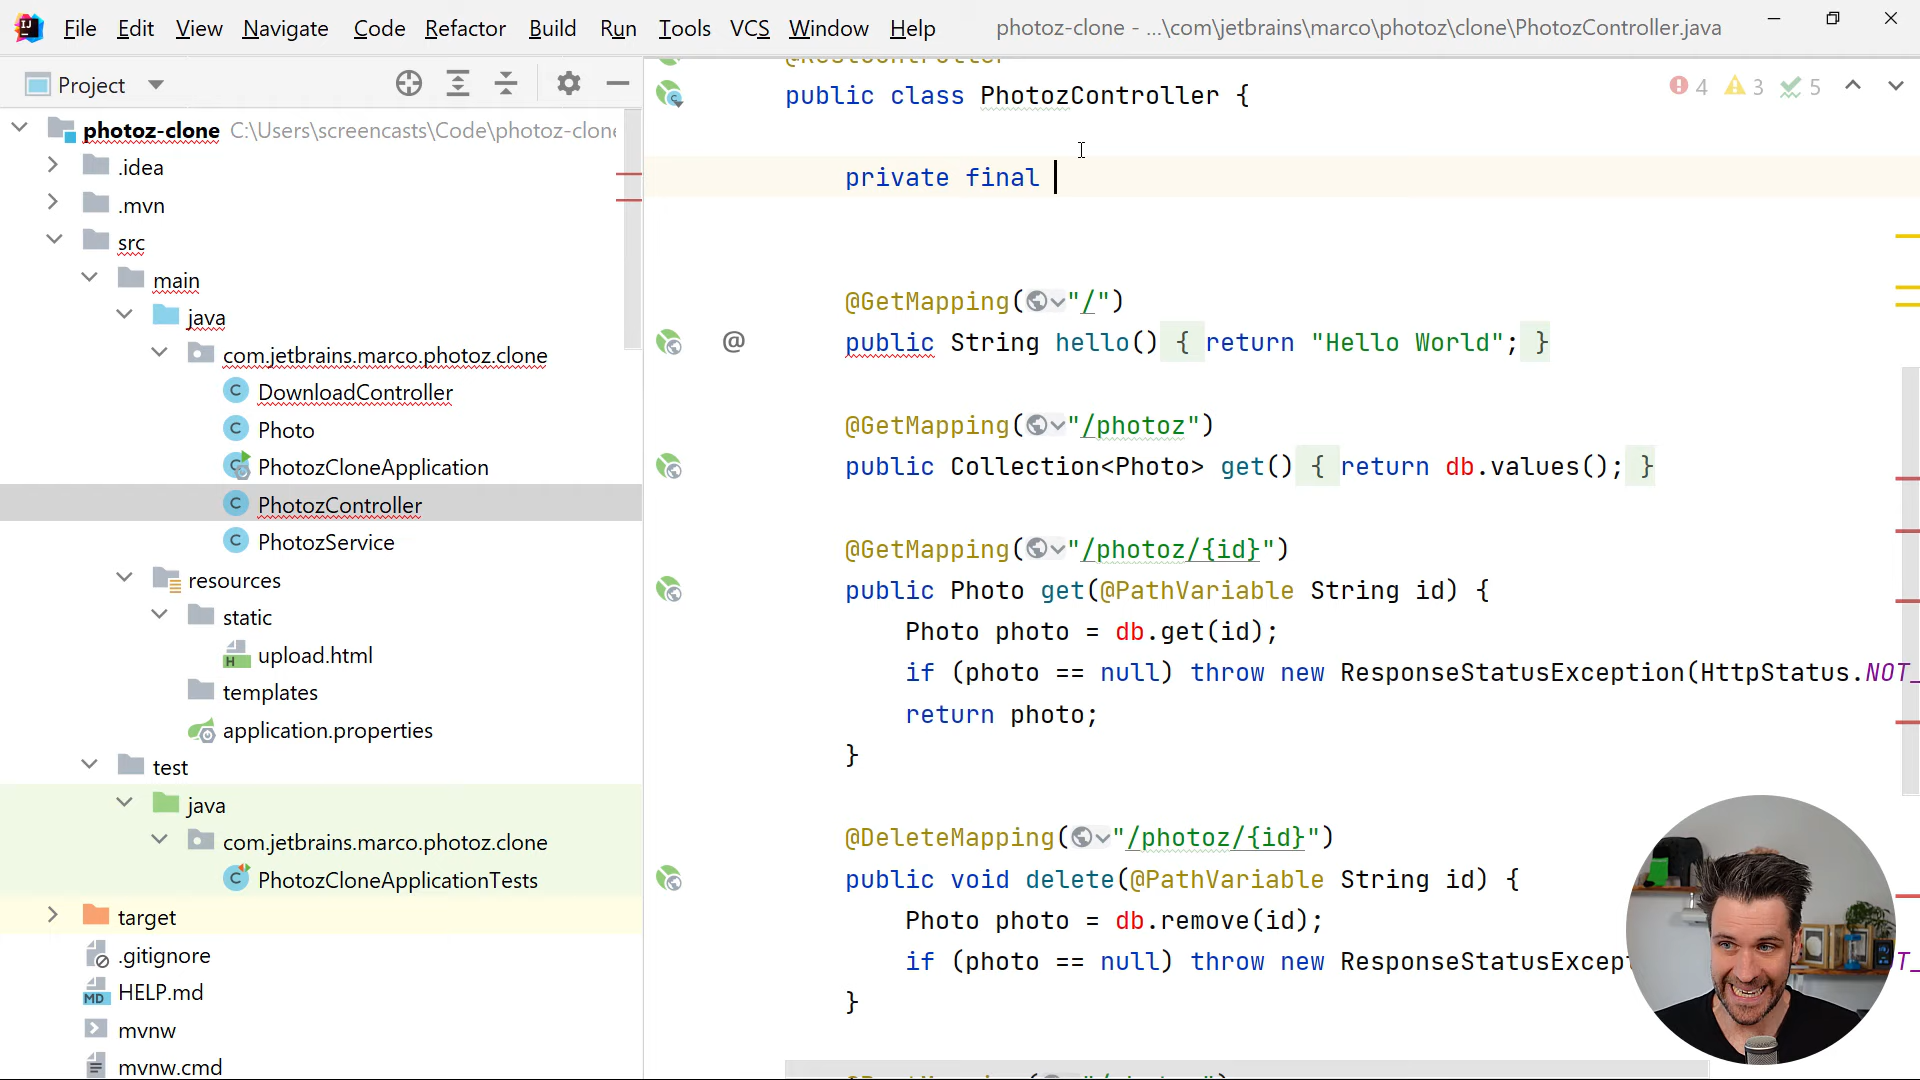 File Edit View Navigate Code Refactor Build Run Tools VCS Window Help photoz-clone - ...\com\jetbrains\marco\photoz\clone\PhotozController.java
Project
photoz-clone C:\Users\screencasts\Code\photoz-clone
.idea
.mvn
src
main
java
com.jetbrains.marco.photoz.clone
DownloadController
Photo
PhotozCloneApplication
PhotozController
PhotozService
resources
static
upload.html
templates
application.properties
test
java
com.jetbrains.marco.photoz.clone
PhotozCloneApplicationTests
target
.gitignore
HELP.md
mvnw
mvnw.cmd
4 3 5
@RestController
public class PhotozController {
private final
@GetMapping("/")
@ public String hello() { return "Hello World"; }
@GetMapping("/photoz")
public Collection<Photo> get() { return db.values(); }
@GetMapping("/photoz/{id}")
public Photo get(@PathVariable String id) {
Photo photo = db.get(id);
if (photo == null) throw new ResponseStatusException(HttpStatus.NOT_
return photo;
}
@DeleteMapping("/photoz/{id}")
public void delete(@PathVariable String id) {
Photo photo = db.remove(id);
if (photo == null) throw new ResponseStatusExcept
}